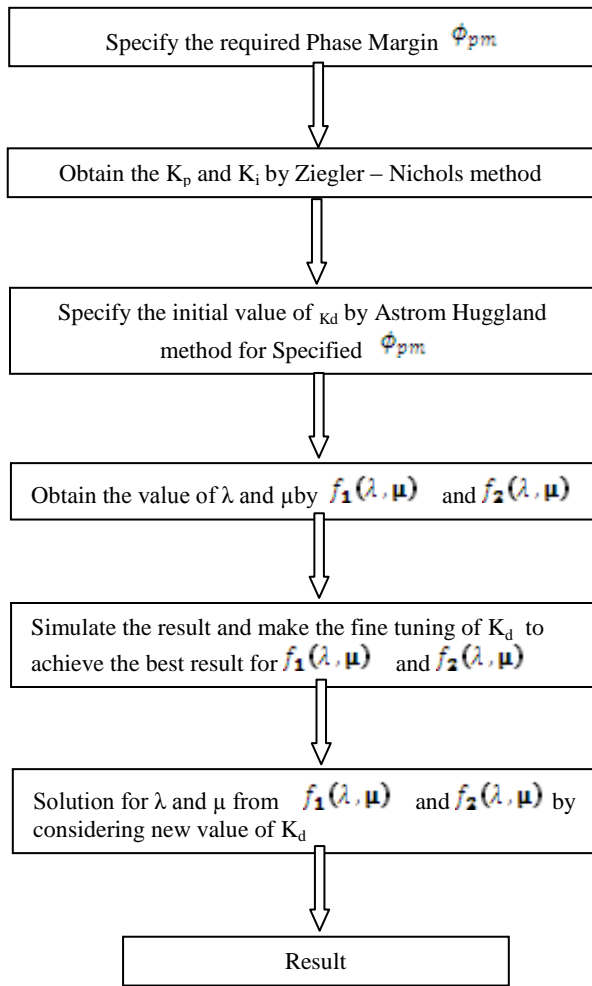 Specify the required Phase Margin ϕpm
Obtain the Kp and Ki by Ziegler – Nichols method
Specify the initial value of Kd by Astrom Huggland
method for Specified ϕpm
Obtain the value of λ and μby f1(λ, μ) and f2(λ, μ)
Simulate the result and make the fine tuning of Kd to
achieve the best result for f1(λ, μ) and f2(λ, μ)
Solution for λ and μ from f1(λ, μ) and f2(λ, μ) by
considering new value of Kd
Result